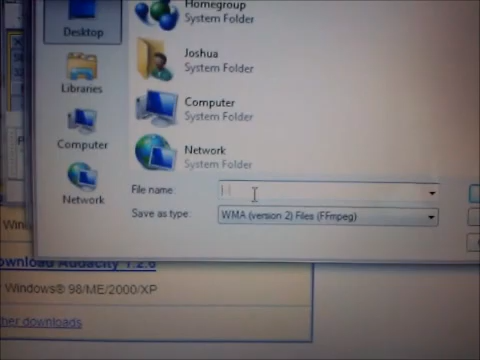 Homegroup
System Folder
Desktop
Joshua
System Folder
Libraries
Computer
System Folder
Computer
Network
System Folder
Network
File name:
Save as type:
WMA (version 2) Files (FFmpeg)
ownload Audacity 1.2.6
Windows® 98/ME/2000/XP
her downloads